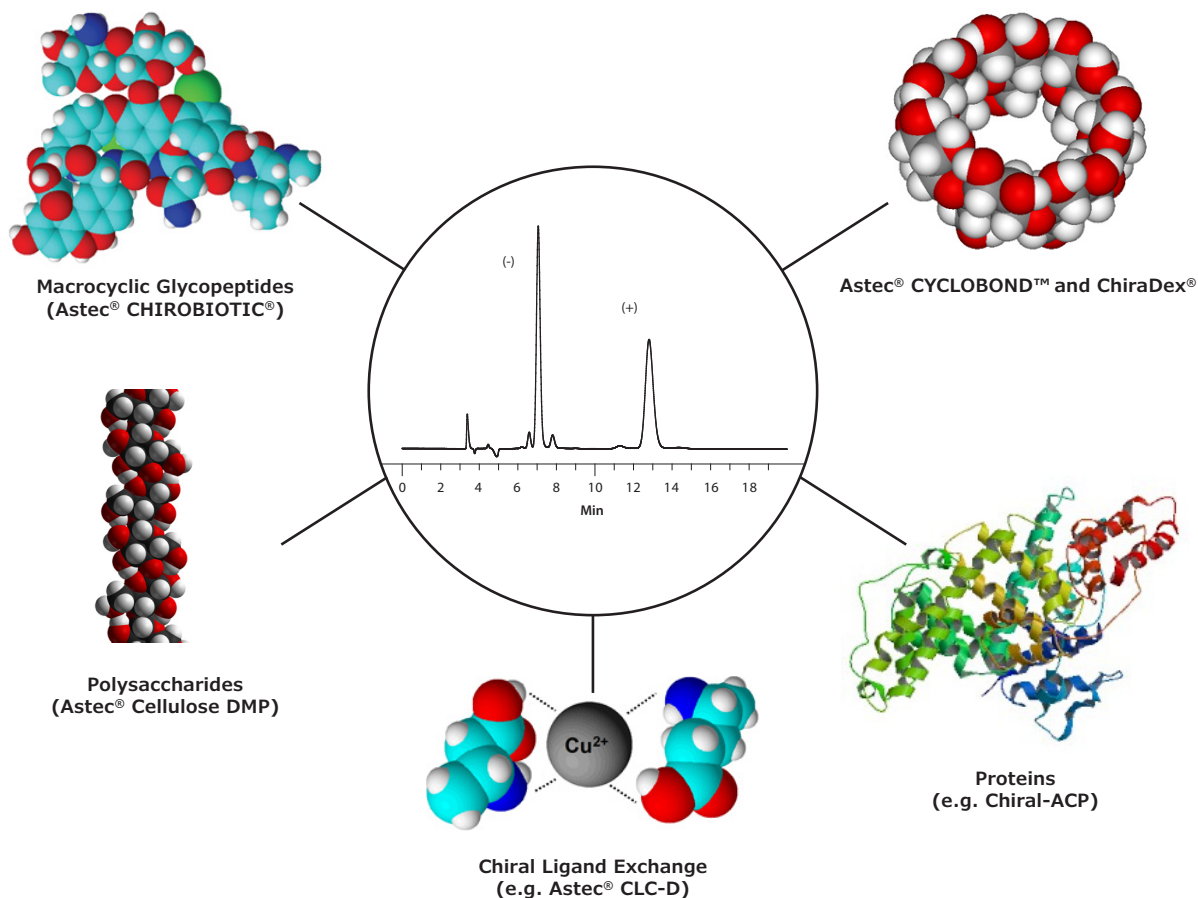 Macrocyclic Glycopeptides
(Astec® CHIROBIOTIC®)
Astec® CYCLOBOND™ and ChiraDex®
(-)
(+)
0 2 4 6 8 10 12 14 16 18
Min
Polysaccharides
(Astec® Cellulose DMP)
Cu²⁺
Proteins
(e.g. Chiral-ACP)
Chiral Ligand Exchange
(e.g. Astec® CLC-D)